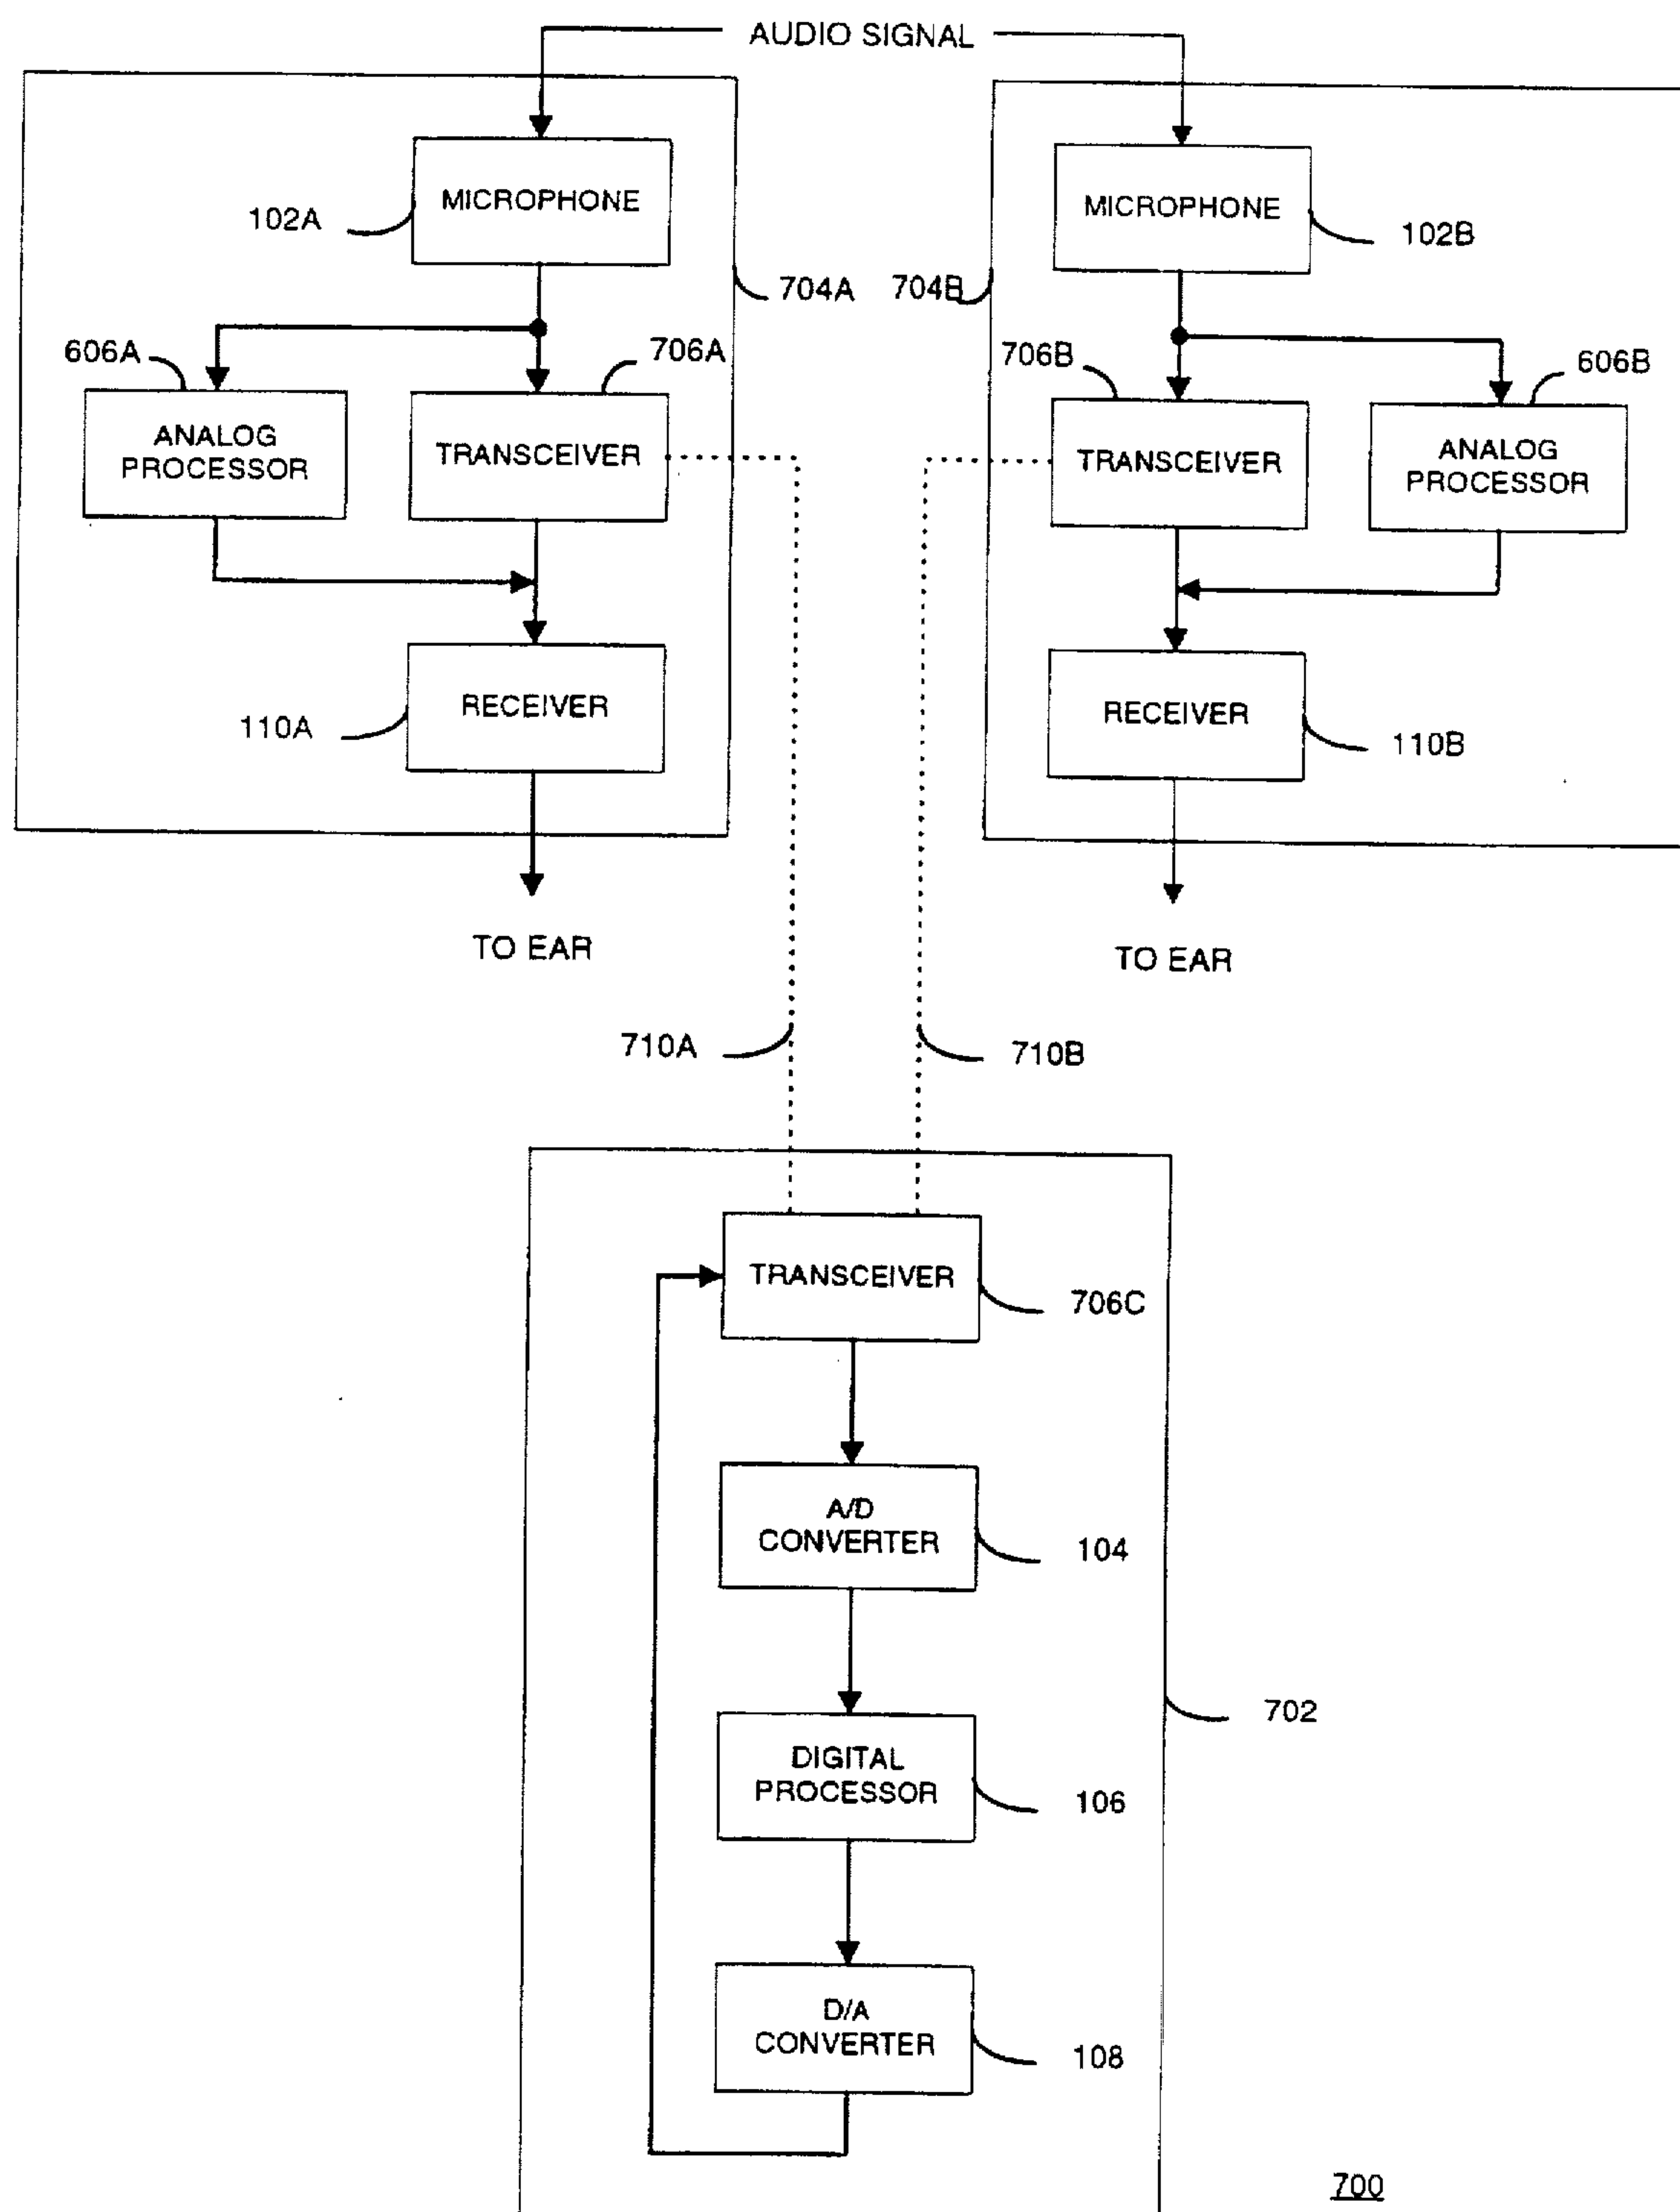 AUDIO SIGNAL
MICROPHONE
102A
MICROPHONE
102B
704A
704B
606A
706A
706B
606B
ANALOG
PROCESSOR
TRANSCEIVER
TRANSCEIVER
ANALOG
PROCESSOR
RECEIVER
110A
RECEIVER
110B
TO EAR
TO EAR
710A
710B
TRANSCEIVER
706C
A/D
CONVERTER
104
702
DIGITAL
PROCESSOR
106
D/A
CONVERTER
108
700